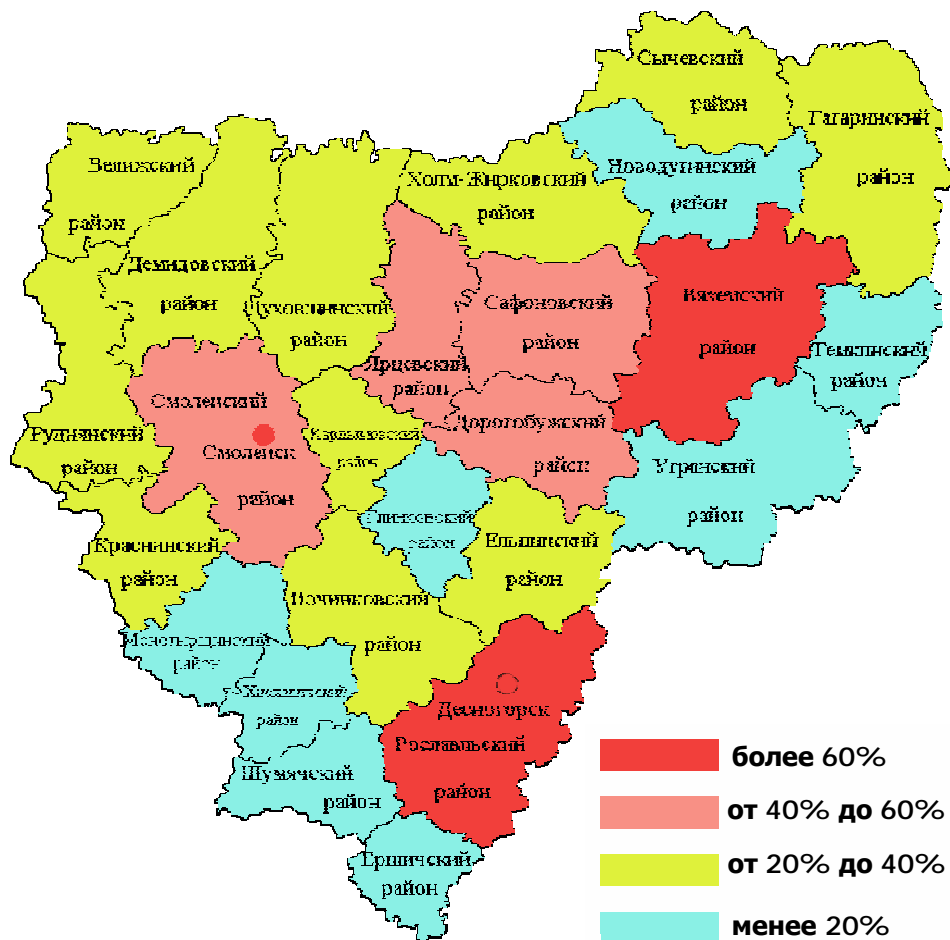 Сычевский
район
Гагаринский
район
Велижский
район
Холм-Жирковский
район
Новодугинский
район
Демидовский
район
Духовщинский
район
Сафоновский
район
Вяземский
район
Темкинский
район
Ярцевский
район
Смоленский
Смоленск
район
Руднянский
район
Кардымовский
район
Дорогобужский
район
Угранский
район
Глинковский
район
Ельнинский
район
Краснинский
район
Починковский
район
Монастырщинский
район
Хиславичский
район
Десногорск
Рославльский
район
Шумячский
район
Ершичский
район
более 60%
от 40% до 60%
от 20% до 40%
менее 20%